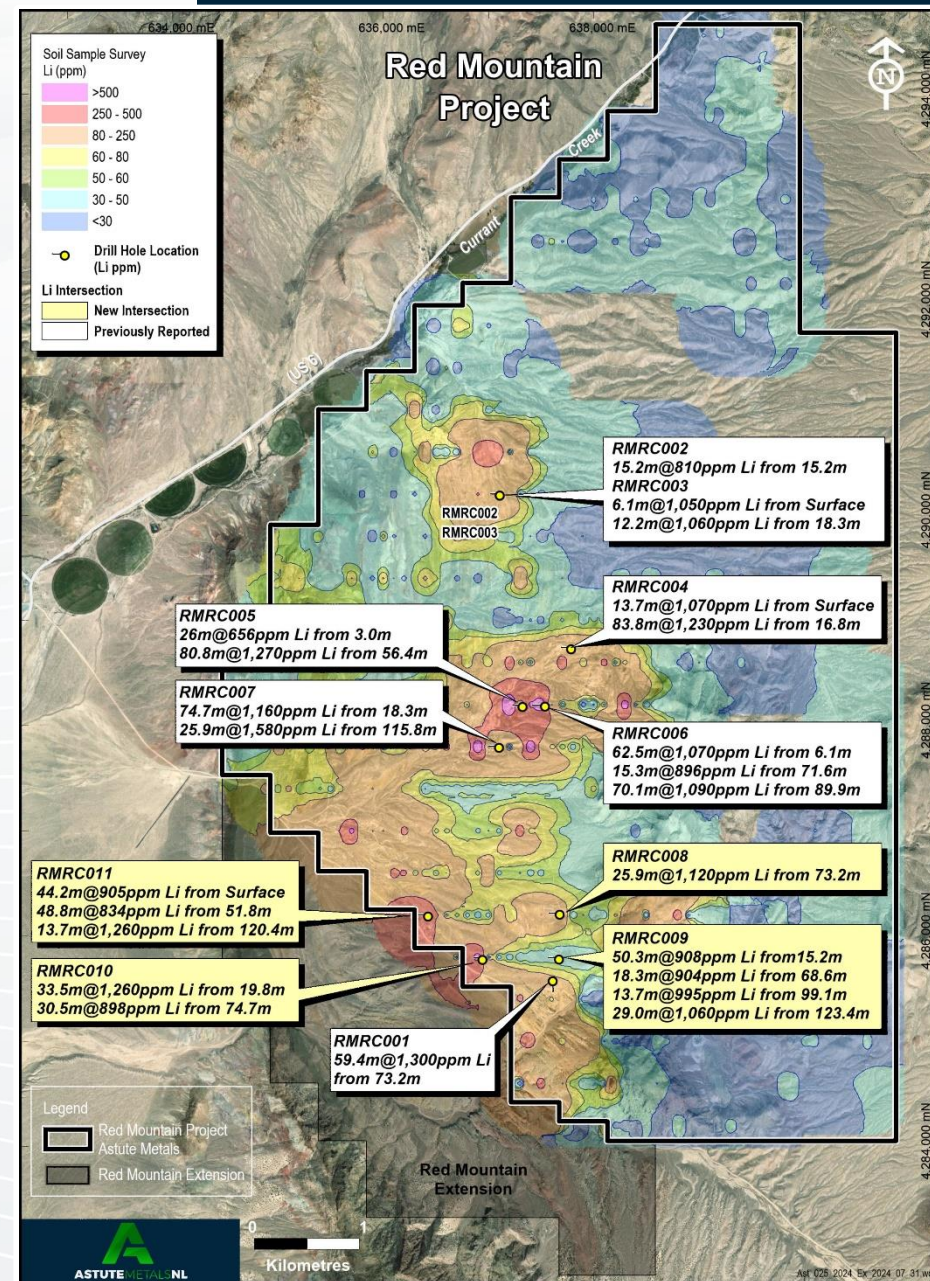 634,000 mE
636,000 mE
638,000 mE
Red Mountain
Project
N
Soil Sample Survey
Li (ppm)
>500
250 - 500
80 - 250
60 - 80
50 - 60
30 - 50
<30
Drill Hole Location
(Li ppm)
Li Intersection
New Intersection
Previously Reported
4,294,000 mN
Currant Creek
4,292,000 mN
(US 6)
RMRC002
15.2m@810ppm Li from 15.2m
RMRC003
6.1m@1,050ppm Li from Surface
12.2m@1,060ppm Li from 18.3m
RMRC002
RMRC003
4,290,000 mN
RMRC004
13.7m@1,070ppm Li from Surface
83.8m@1,230ppm Li from 16.8m
RMRC005
26m@656ppm Li from 3.0m
80.8m@1,270ppm Li from 56.4m
RMRC007
74.7m@1,160ppm Li from 18.3m
25.9m@1,580ppm Li from 115.8m
RMRC006
62.5m@1,070ppm Li from 6.1m
15.3m@896ppm Li from 71.6m
70.1m@1,090ppm Li from 89.9m
4,288,000 mN
RMRC008
25.9m@1,120ppm Li from 73.2m
RMRC011
44.2m@905ppm Li from Surface
48.8m@834ppm Li from 51.8m
13.7m@1,260ppm Li from 120.4m
4,286,000 mN
RMRC009
50.3m@908ppm Li from15.2m
18.3m@904ppm Li from 68.6m
13.7m@995ppm Li from 99.1m
29.0m@1,060ppm Li from 123.4m
RMRC010
33.5m@1,260ppm Li from 19.8m
30.5m@898ppm Li from 74.7m
RMRC001
59.4m@1,300ppm Li
from 73.2m
4,284,000 mN
Legend
Red Mountain Project
Astute Metals
Red Mountain Extension
Red Mountain
Extension
0 1
Kilometres
ASTUTEMETALSNL
Ast_025_2024_Ex_2024_07_31.w